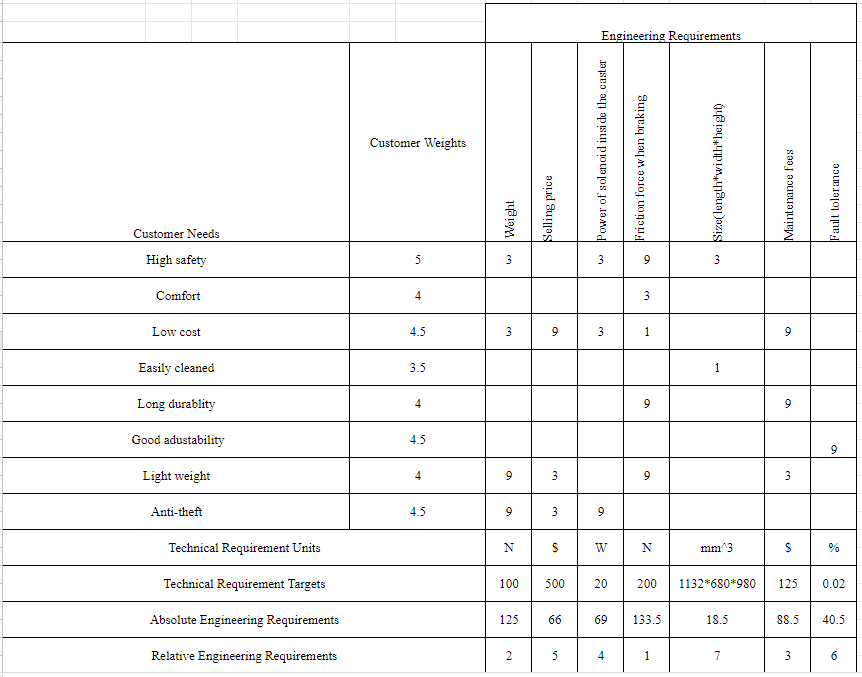 Engineering Requirements
Customer Needs Customer Weights Weight Selling price Power of solenoid inside the caster Friction force when braking Size(length*width*height) Maintenance fees Fault tolerance
High safety 5 3 3 9 3
Comfort 4 3
Low cost 4.5 3 9 3 1 9
Easily cleaned 3.5 1
Long durablity 4 9 9
Good adustability 4.5 9
Light weight 4 9 3 9 3
Anti-theft 4.5 9 3 9
Technical Requirement Units N $ W N mm^3 $ %
Technical Requirement Targets 100 500 20 200 1132*680*980 125 0.02
Absolute Engineering Requirements 125 66 69 133.5 18.5 88.5 40.5
Relative Engineering Requirements 2 5 4 1 7 3 6